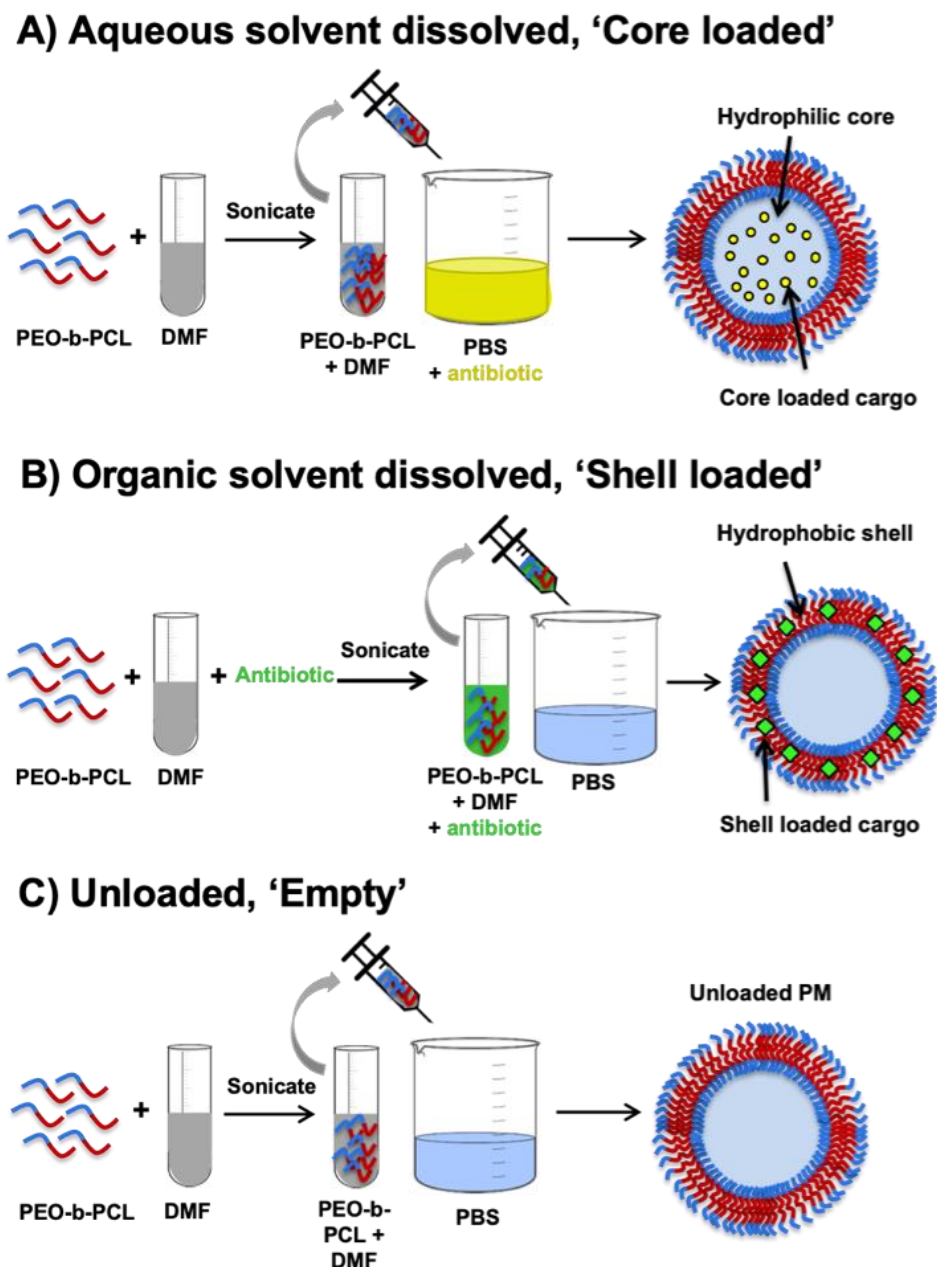 A) Aqueous solvent dissolved, ‘Core loaded’
Hydrophilic core
Sonicate
+
PEO-b-PCL
DMF
PEO-b-PCL
+ DMF
PBS
+ antibiotic
Core loaded cargo
B) Organic solvent dissolved, ‘Shell loaded’
Hydrophobic shell
Sonicate
+
+ Antibiotic
PEO-b-PCL
DMF
PEO-b-PCL
+ DMF
+ antibiotic
PBS
Shell loaded cargo
C) Unloaded, ‘Empty’
Unloaded PM
Sonicate
+
PEO-b-PCL
DMF
PEO-b-
PCL +
DMF
PBS